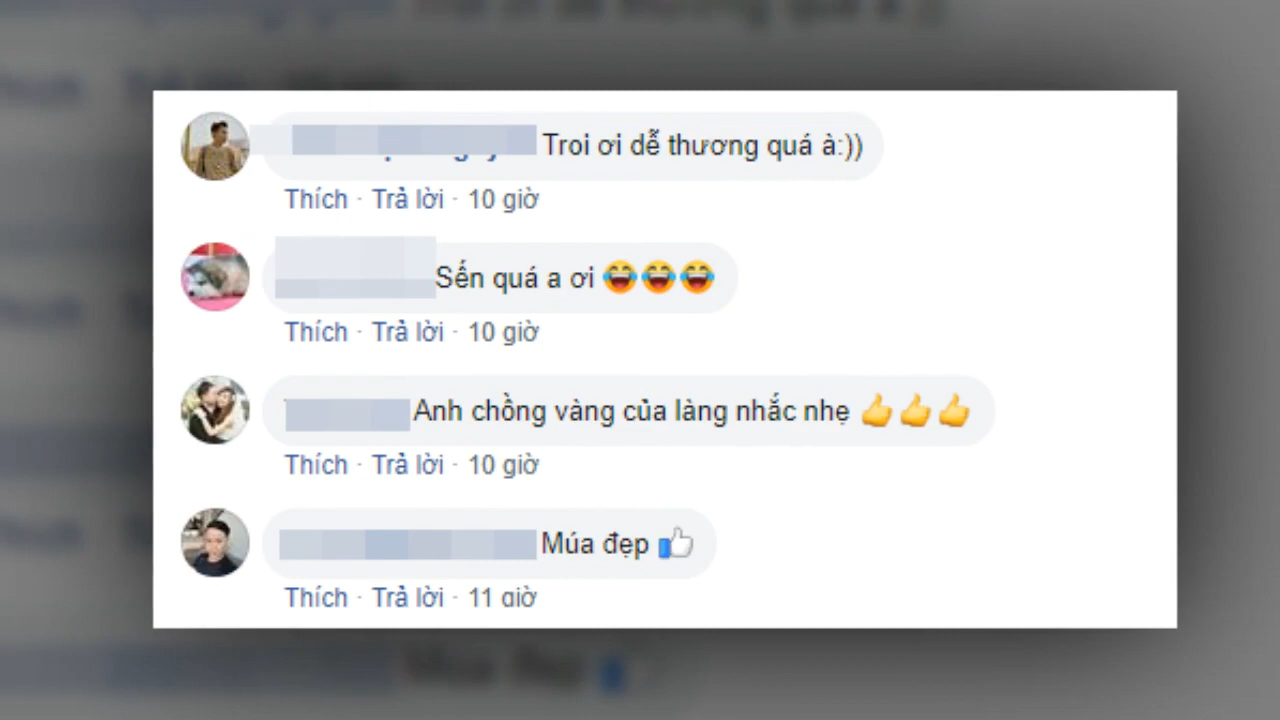 Troi ơi dễ thương quá à:))
Thích · Trả lời · 10 giờ
Sến quá a ơi 😂😂😂
Thích · Trả lời · 10 giờ
Anh chồng vàng của làng nhắc nhẹ 👍👍👍
Thích · Trả lời · 10 giờ
Múa đẹp 👍
Thích · Trả lời · 11 giờ